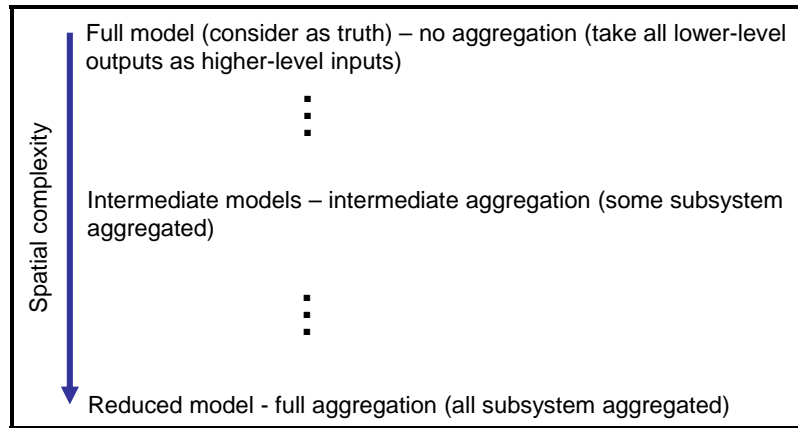 Full model (consider as truth) – no aggregation (take all lower-level
outputs as higher-level inputs)
Spatial complexity
Intermediate models – intermediate aggregation (some subsystem
aggregated)
Reduced model - full aggregation (all subsystem aggregated)